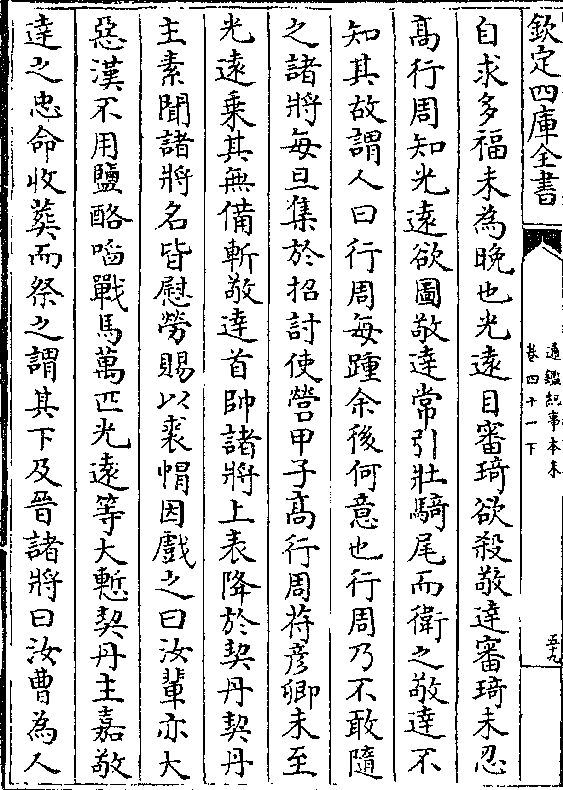 欽定四庫全書
通鑑紀事本末
卷四十一下
五十九
自求多福未為晚也光遠目審琦欲殺敬達審琦未忍
高行周知光遠欲圖敬達常引壯騎尾而衛之敬達不
知其故謂人曰行周每踵余後何意也行周乃不敢隨
之諸將每旦集於招討使營甲子高行周苻彥卿未至
光遠乗其無備斬敬達首帥諸將上表降於契丹契丹
主素聞諸將名皆慰勞賜以裘帽因戲之曰汝輩亦大
惡漢不用鹽酪啗戰馬萬匹光遠等大慙契丹主嘉敬
達之忠命收葬而祭之謂其下及晉諸將曰汝曹為人